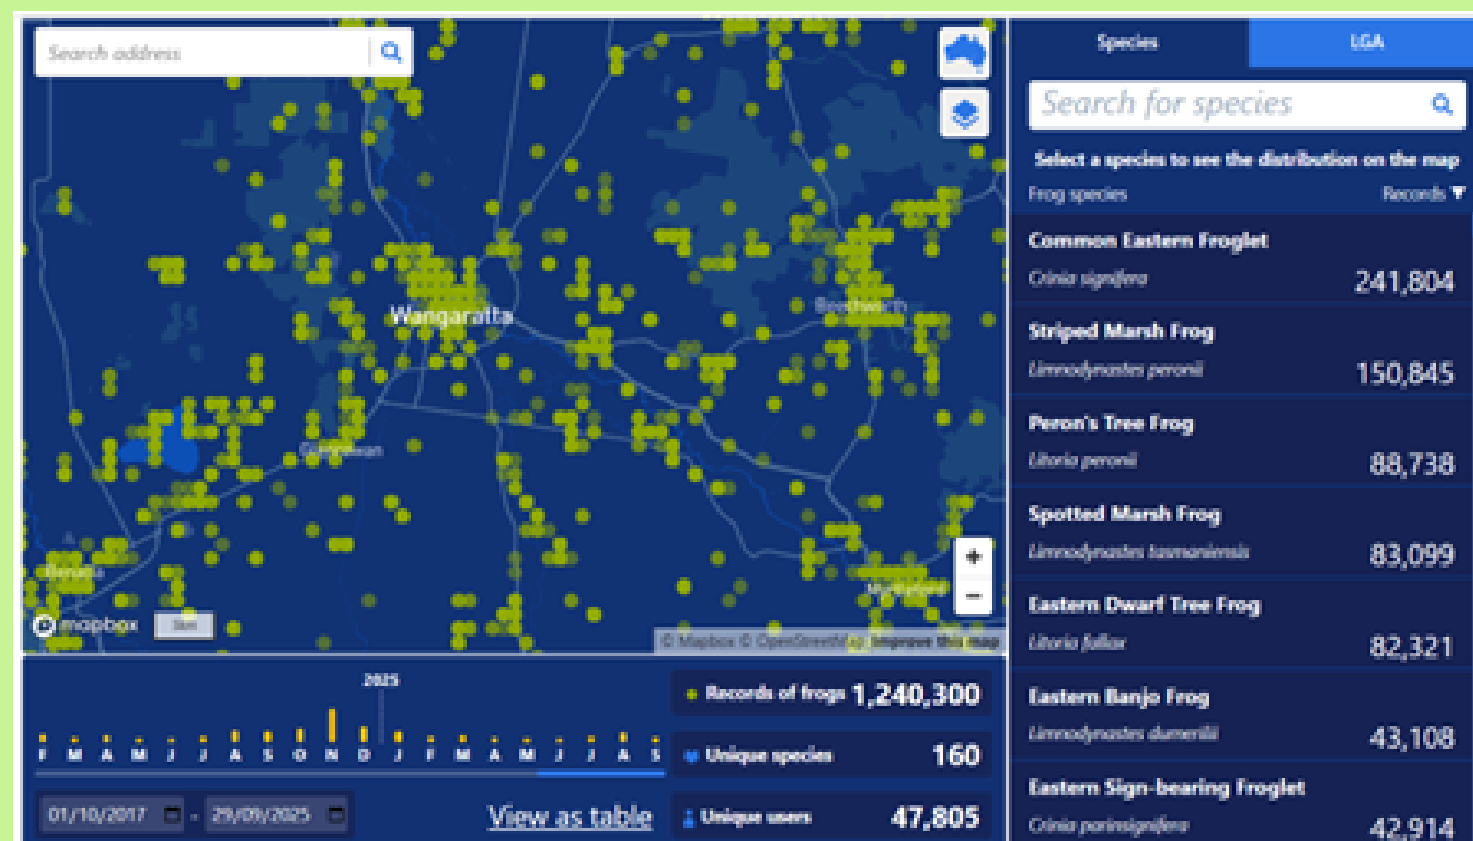 Search address
Wangaratta
Beechworth
Glenrowan
Benalla
Myrtleford
+
−
mapbox
5km
© Mapbox © OpenStreetMap Improve this map
2025
F M A M J J A S O N D J F M A M J J A S
01/10/2017 - 29/09/2025
View as table
Records of frogs 1,240,300
Unique species 160
Unique users 47,805
Species LGA
Search for species
Select a species to see the distribution on the map
Frog species Records ▼
Common Eastern Froglet
Crinia signifera 241,804
Striped Marsh Frog
Limnodynastes peronii 150,845
Peron's Tree Frog
Litoria peronii 88,738
Spotted Marsh Frog
Limnodynastes tasmaniensis 83,099
Eastern Dwarf Tree Frog
Litoria fallax 82,321
Eastern Banjo Frog
Limnodynastes dumerilii 43,108
Eastern Sign-bearing Froglet
Crinia parinsignifera 42,914